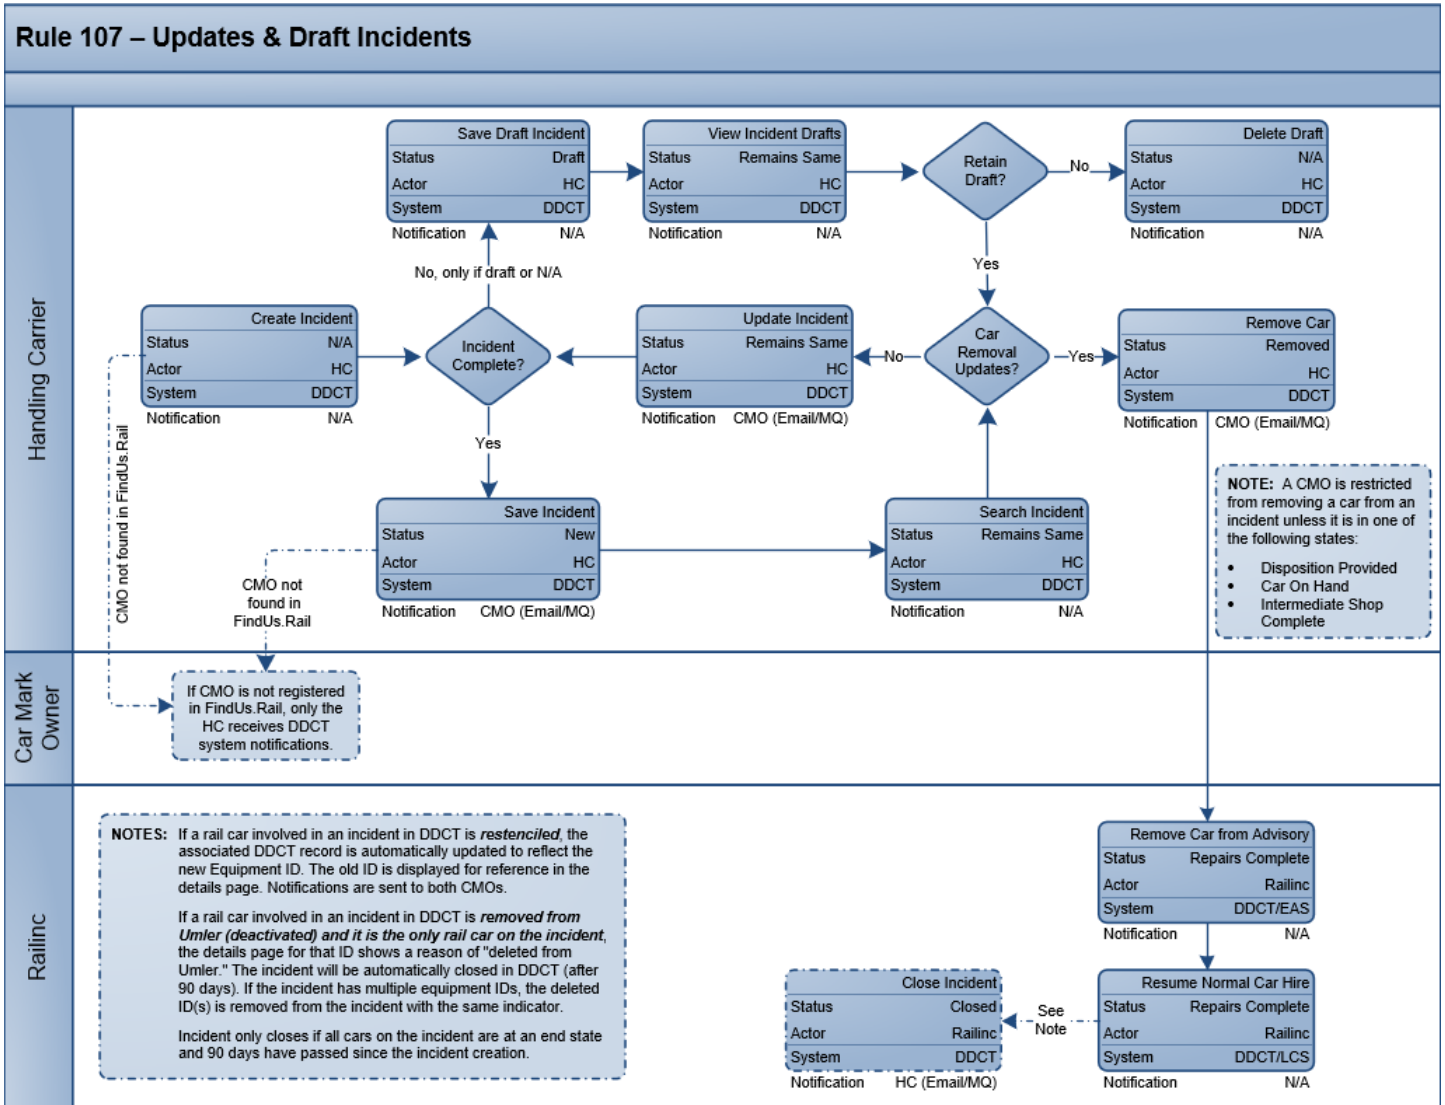 Rule 107 – Updates & Draft Incidents
Handling Carrier
Save Draft Incident
Status Draft
Actor HC
System DDCT
Notification N/A
View Incident Drafts
Status Remains Same
Actor HC
System DDCT
Notification N/A
Retain
Draft?
No
Delete Draft
Status N/A
Actor HC
System DDCT
Notification N/A
No, only if draft or N/A
Yes
Create Incident
Status N/A
Actor HC
System DDCT
Notification N/A
Incident
Complete?
Update Incident
Status Remains Same
Actor HC
System DDCT
Notification CMO (Email/MQ)
No
Car
Removal
Updates?
Yes
Remove Car
Status Removed
Actor HC
System DDCT
Notification CMO (Email/MQ)
Yes
CMO not found in FindUs.Rail
Save Incident
Status New
Actor HC
System DDCT
Notification CMO (Email/MQ)
CMO not
found in
FindUs.Rail
Search Incident
Status Remains Same
Actor HC
System DDCT
Notification N/A
NOTE: A CMO is restricted
from removing a car from an
incident unless it is in one of
the following states:
• Disposition Provided
• Car On Hand
• Intermediate Shop
Complete
Car Mark
Owner
If CMO is not registered
in FindUs.Rail, only the
HC receives DDCT
system notifications.
Railinc
NOTES: If a rail car involved in an incident in DDCT is restenciled, the
associated DDCT record is automatically updated to reflect the
new Equipment ID. The old ID is displayed for reference in the
details page. Notifications are sent to both CMOs.
If a rail car involved in an incident in DDCT is removed from
Umler (deactivated) and it is the only rail car on the incident,
the details page for that ID shows a reason of "deleted from
Umler." The incident will be automatically closed in DDCT (after
90 days). If the incident has multiple equipment IDs, the deleted
ID(s) is removed from the incident with the same indicator.
Incident only closes if all cars on the incident are at an end state
and 90 days have passed since the incident creation.
Remove Car from Advisory
Status Repairs Complete
Actor Railinc
System DDCT/EAS
Notification N/A
Close Incident
Status Closed
Actor Railinc
System DDCT
Notification HC (Email/MQ)
See
Note
Resume Normal Car Hire
Status Repairs Complete
Actor Railinc
System DDCT/LCS
Notification N/A